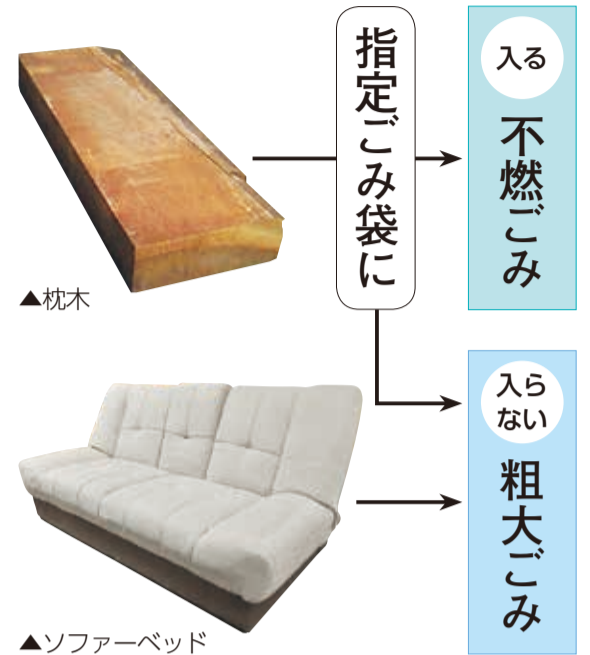 ▲枕木
指定ごみ袋に
入る
不燃ごみ
入ら
ない
粗大ごみ
▲ソファーベッド